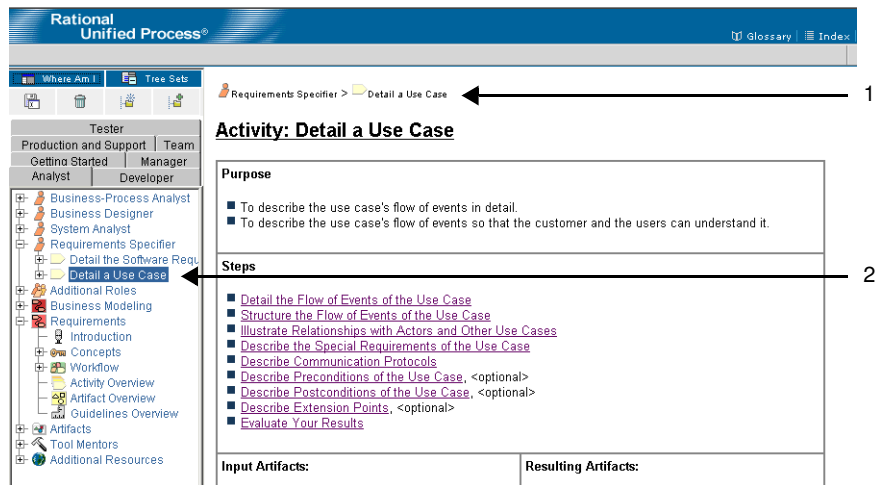 Rational
Unified Process®
Glossary | Index
Where Am I
Tree Sets
Requirements Specifier > Detail a Use Case
1
Activity: Detail a Use Case
Tester
Production and Support
Team
Getting Started
Manager
Analyst
Developer
Business-Process Analyst
Business Designer
System Analyst
Requirements Specifier
Detail the Software Requ
Detail a Use Case
2
Additional Roles
Business Modeling
Requirements
Introduction
Concepts
Workflow
Activity Overview
Artifact Overview
Guidelines Overview
Artifacts
Tool Mentors
Additional Resources
Purpose
To describe the use case's flow of events in detail.
To describe the use case's flow of events so that the customer and the users can understand it.
Steps
Detail the Flow of Events of the Use Case
Structure the Flow of Events of the Use Case
Illustrate Relationships with Actors and Other Use Cases
Describe the Special Requirements of the Use Case
Describe Communication Protocols
Describe Preconditions of the Use Case, <optional>
Describe Postconditions of the Use Case, <optional>
Describe Extension Points, <optional>
Evaluate Your Results
Input Artifacts:
Resulting Artifacts: